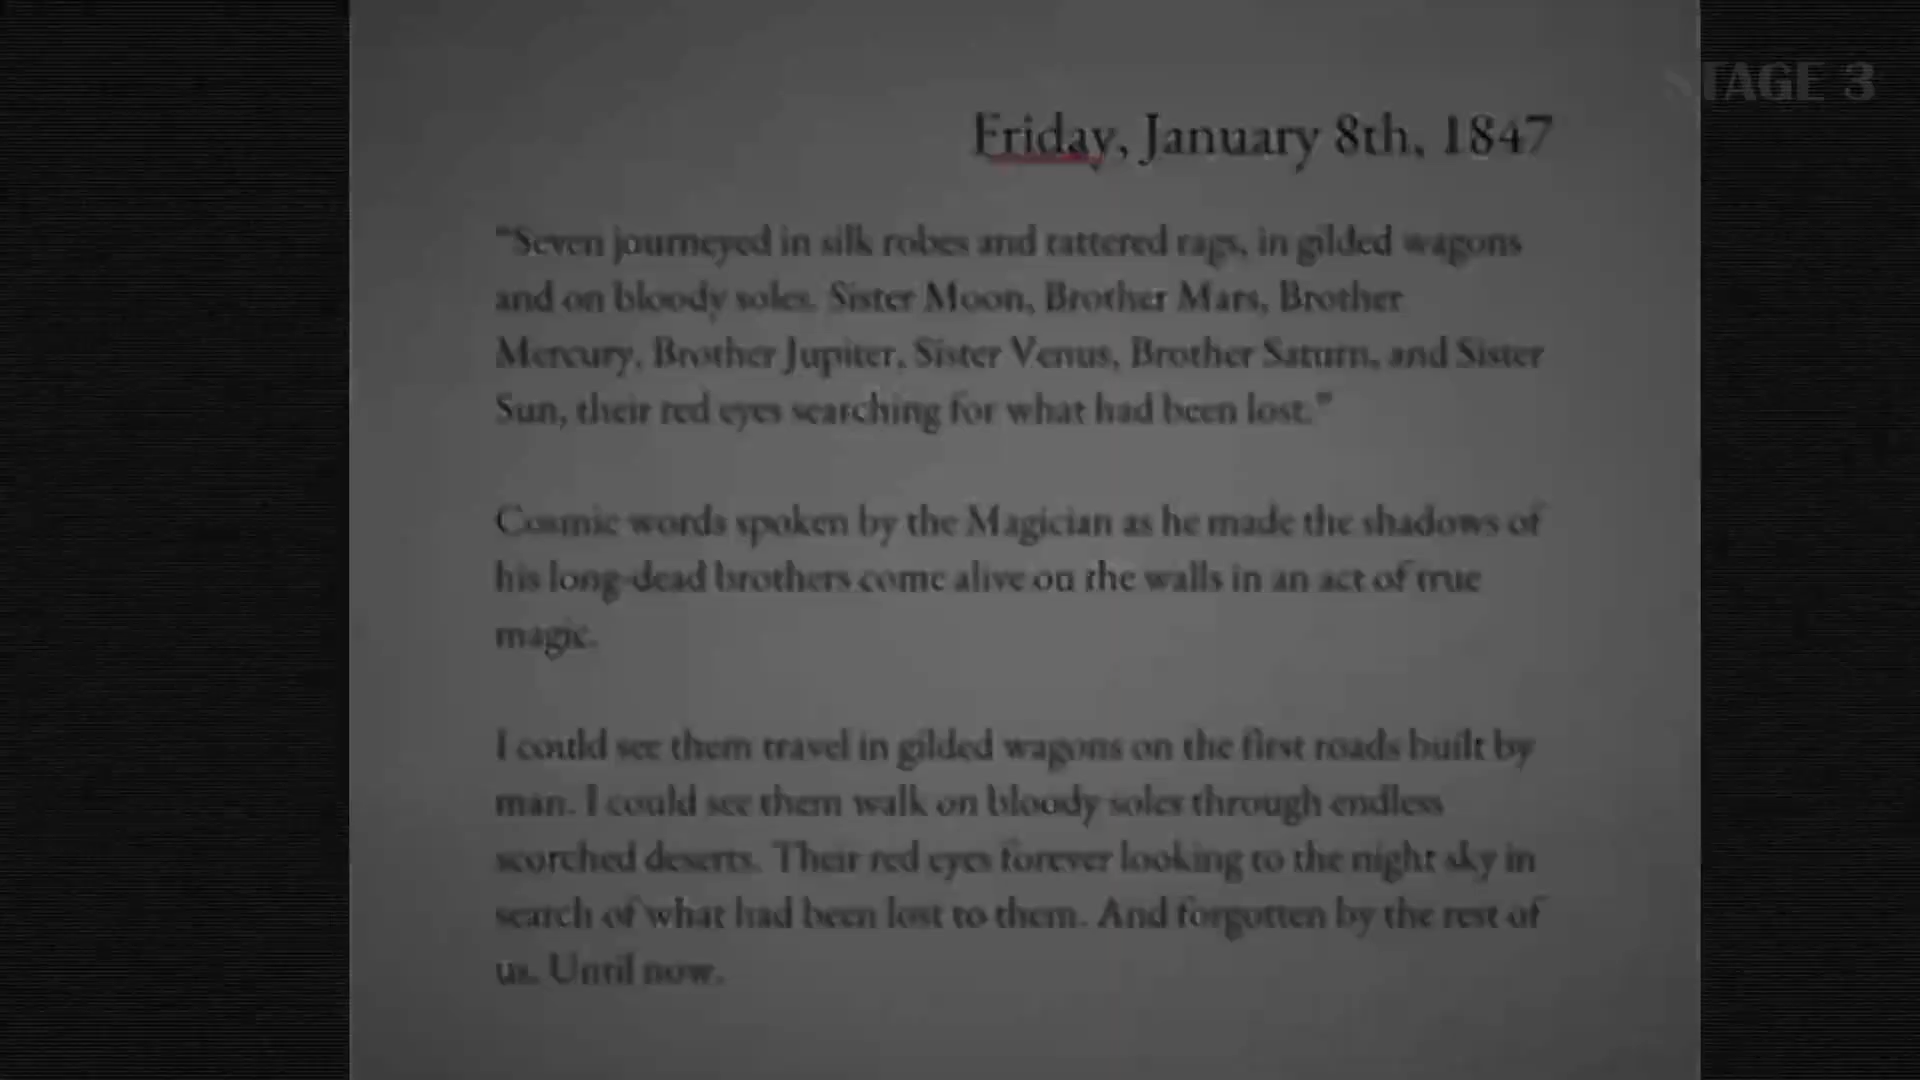 STAGE 3
Friday, January 8th, 1847
"Seven journeyed in silk robes and tattered rags, in gilded wagons
and on bloody soles. Sister Moon, Brother Mars, Brother
Mercury, Brother Jupiter, Sister Venus, Brother Saturn, and Sister
Sun, their red eyes searching for what had been lost."
Cosmic words spoken by the Magician as he made the shadows of
his long-dead brothers come alive on the walls in an act of true
magic.
I could see them travel in gilded wagons on the first roads built by
man. I could see them walk on bloody soles through endless
scorched deserts. Their red eyes forever looking to the night sky in
search of what had been lost to them. And forgotten by the rest of
us. Until now.